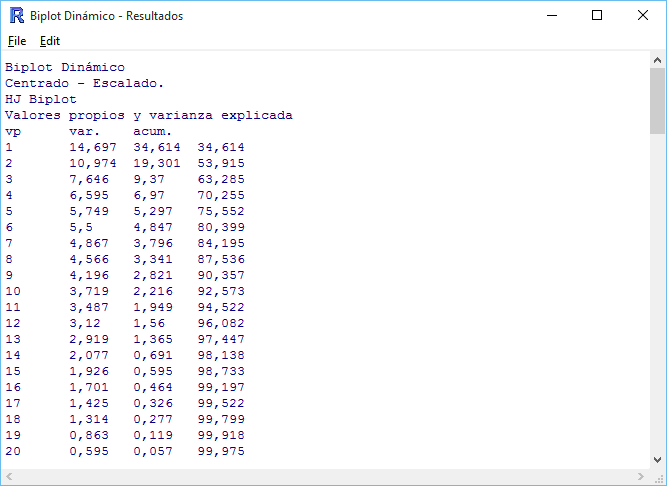 Biplot Dinámico - Resultados
File Edit
Biplot Dinámico
Centrado - Escalado.
HJ Biplot
Valores propios y varianza explicada
vp var. acum.
1 14,697 34,614 34,614
2 10,974 19,301 53,915
3 7,646 9,37 63,285
4 6,595 6,97 70,255
5 5,749 5,297 75,552
6 5,5 4,847 80,399
7 4,867 3,796 84,195
8 4,566 3,341 87,536
9 4,196 2,821 90,357
10 3,719 2,216 92,573
11 3,487 1,949 94,522
12 3,12 1,56 96,082
13 2,919 1,365 97,447
14 2,077 0,691 98,138
15 1,926 0,595 98,733
16 1,701 0,464 99,197
17 1,425 0,326 99,522
18 1,314 0,277 99,799
19 0,863 0,119 99,918
20 0,595 0,057 99,975